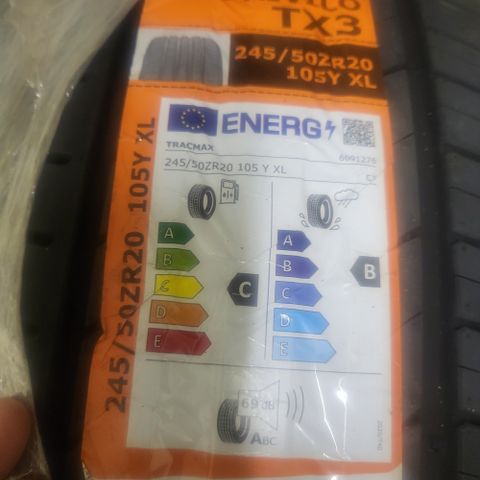 TX3
245/50ZR20
105Y XL
ENERG
TRACMAX
6091276
245/50ZR20 105 Y XL
C1
A
B
C
D
E
C
A
B
C
D
E
B
69 dB
ABC
245/50ZR20 105Y XL